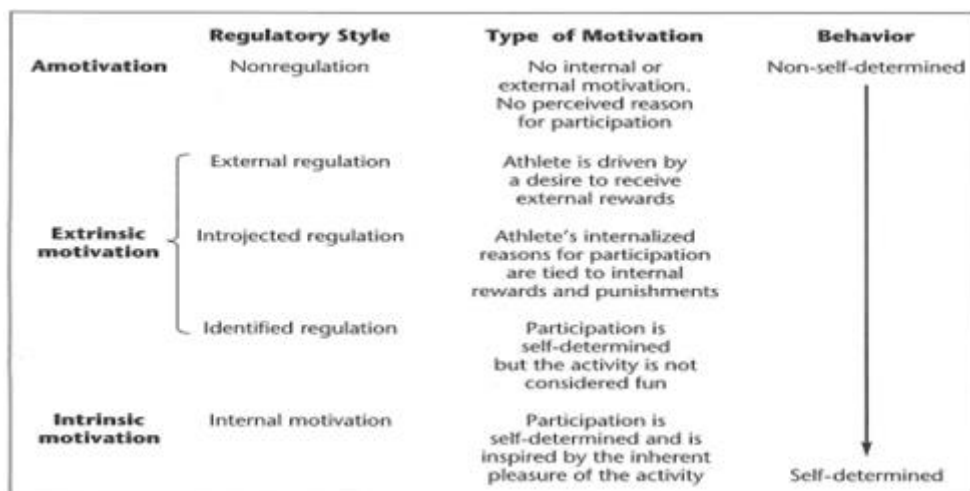 Regulatory Style Type of Motivation Behavior
Amotivation Nonregulation No internal or Non-self-determined
external motivation.
No perceived reason
for participation
External regulation Athlete is driven by
a desire to receive
external rewards
Extrinsic
motivation
Introjected regulation Athlete's internalized
reasons for participation
are tied to internal
rewards and punishments
Identified regulation Participation is
self-determined
but the activity is not
considered fun
Intrinsic
motivation
Internal motivation Participation is
self-determined and is
inspired by the inherent
pleasure of the activity
Self-determined